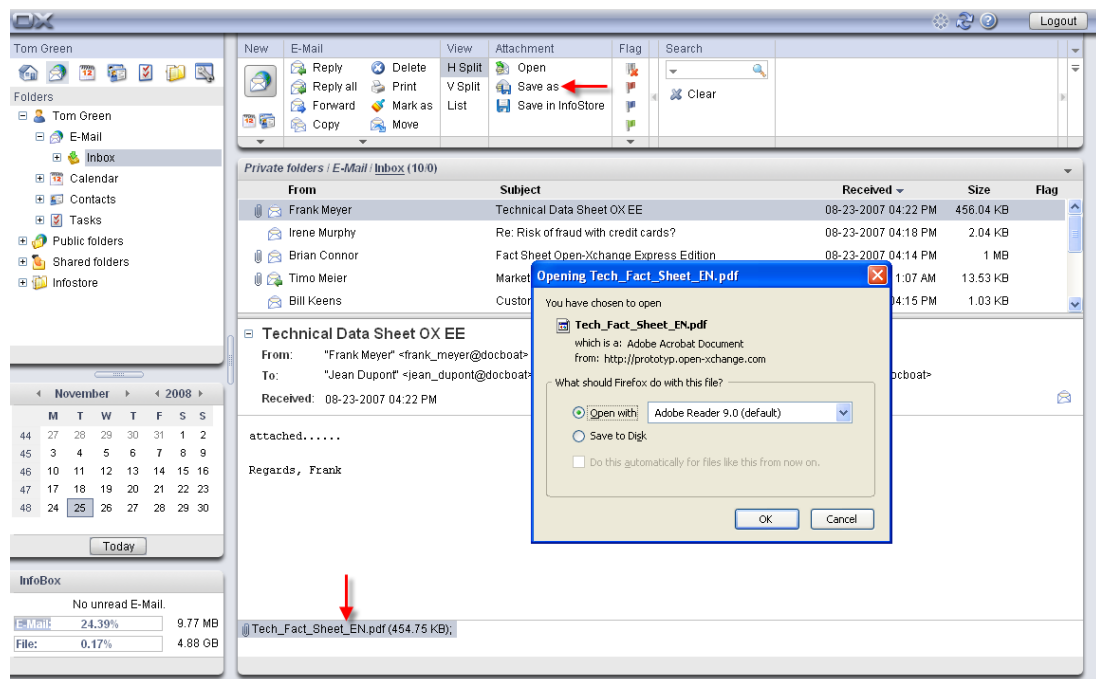 OX
Logout
Tom Green
Folders
Tom Green
E-Mail
Inbox
Calendar
Contacts
Tasks
Public folders
Shared folders
Infostore
November 2008
M T W T F S S
44 27 28 29 30 31 1 2
45 3 4 5 6 7 8 9
46 10 11 12 13 14 15 16
47 17 18 19 20 21 22 23
48 24 25 26 27 28 29 30
Today
InfoBox
No unread E-Mail.
E-Mail: 24.39% 9.77 MB
File: 0.17% 4.88 GB
New E-Mail View Attachment Flag Search
Reply Delete H Split Open
Reply all Print V Split Save as
Forward Mark as List Save in InfoStore Clear
Copy Move
Private folders / E-Mail / Inbox (10/0)
From Subject Received Size Flag
Frank Meyer Technical Data Sheet OX EE 08-23-2007 04:22 PM 456.04 KB
Irene Murphy Re: Risk of fraud with credit cards? 08-23-2007 04:18 PM 2.04 KB
Brian Connor Fact Sheet Open-Xchange Express Edition 08-23-2007 04:14 PM 1 MB
Timo Meier Market 1:07 AM 13.53 KB
Bill Keens Custor 04:15 PM 1.03 KB
Technical Data Sheet OX EE
From: "Frank Meyer" <frank_meyer@docboat>
To: "Jean Dupont" <jean_dupont@docboat> ocboat>
Received: 08-23-2007 04:22 PM
attached......
Regards, Frank
Tech_Fact_Sheet_EN.pdf (454.75 KB);
Opening Tech_Fact_Sheet_EN.pdf
You have chosen to open
Tech_Fact_Sheet_EN.pdf
which is a: Adobe Acrobat Document
from: http://prototyp.open-xchange.com
What should Firefox do with this file?
Open with Adobe Reader 9.0 (default)
Save to Disk
Do this automatically for files like this from now on.
OK Cancel